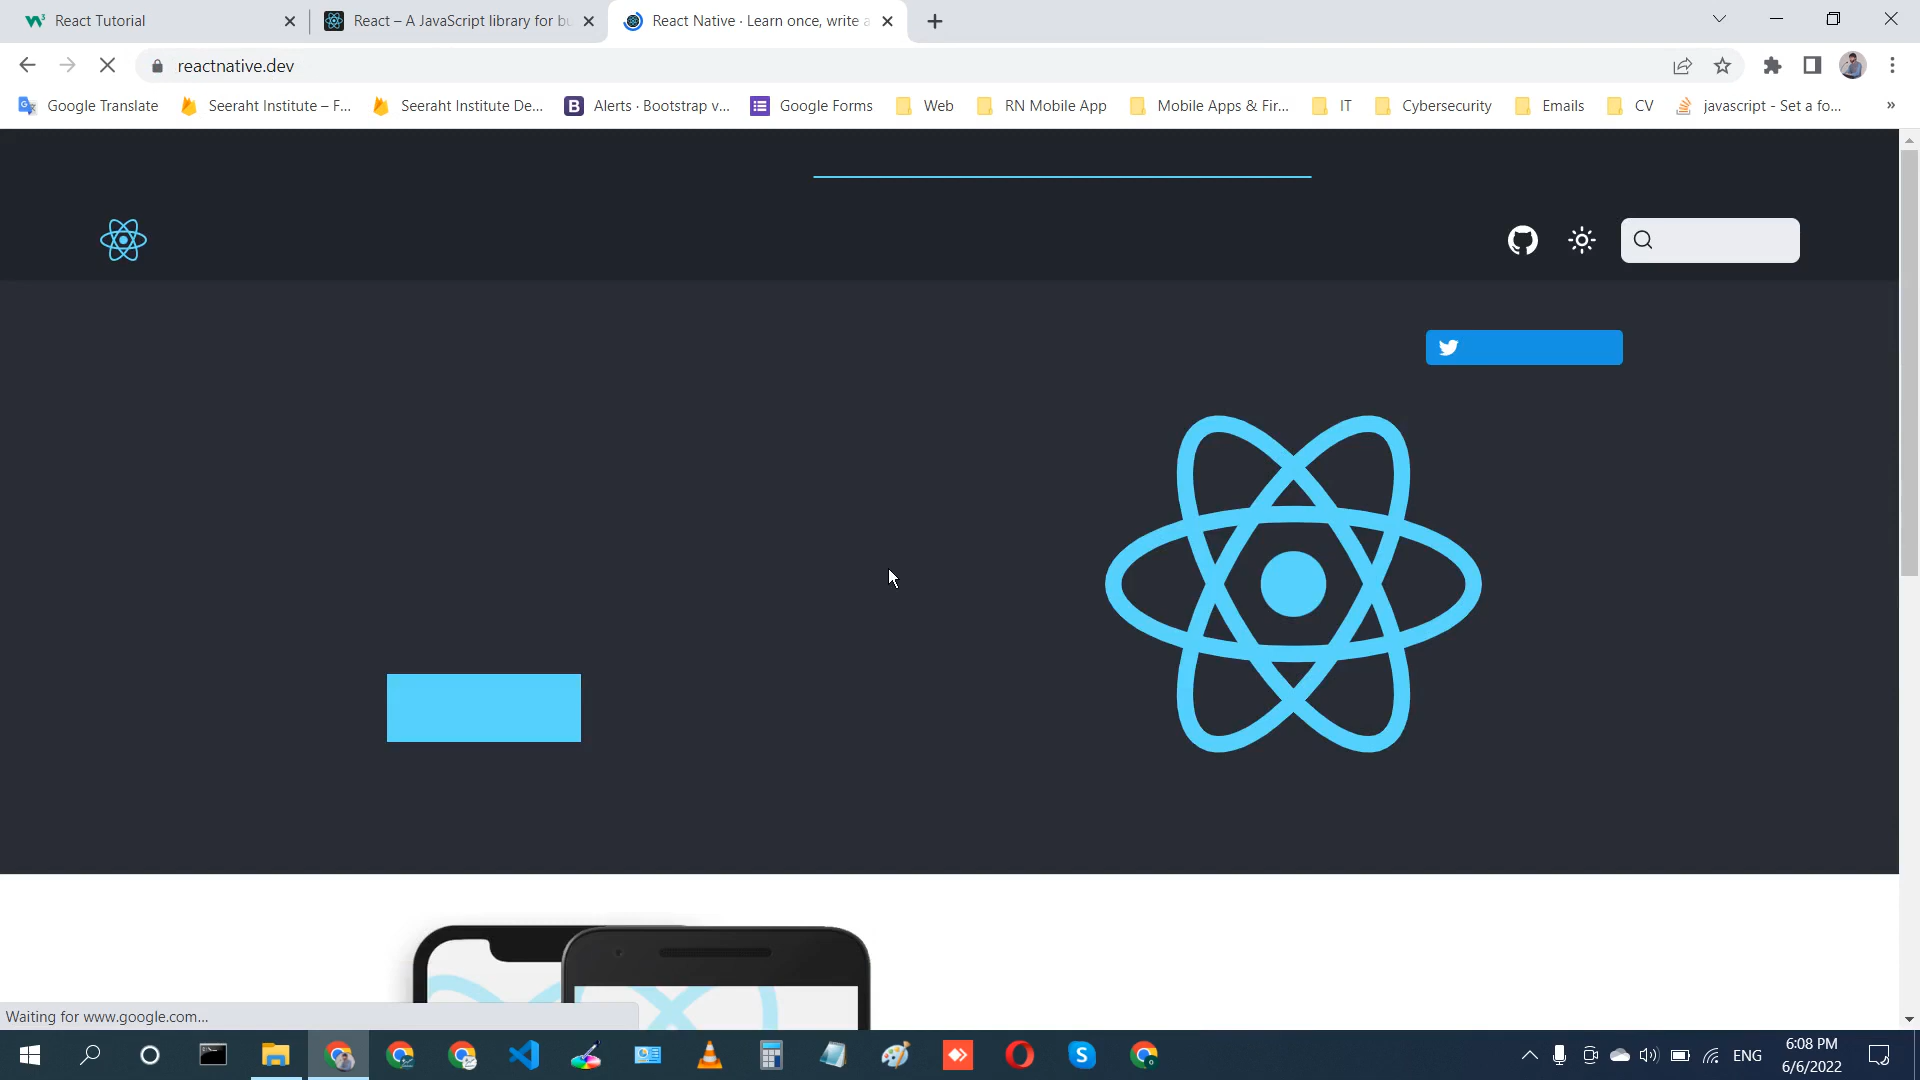 React Tutorial
React – A JavaScript library for bu
React Native · Learn once, write a
reactnative.dev
Google Translate
Seeraht Institute – F...
Seeraht Institute De...
Alerts · Bootstrap v...
Google Forms
Web
RN Mobile App
Mobile Apps & Fir...
IT
Cybersecurity
Emails
CV
javascript - Set a fo...
»
Waiting for www.google.com...
ENG
6:08 PM
6/6/2022